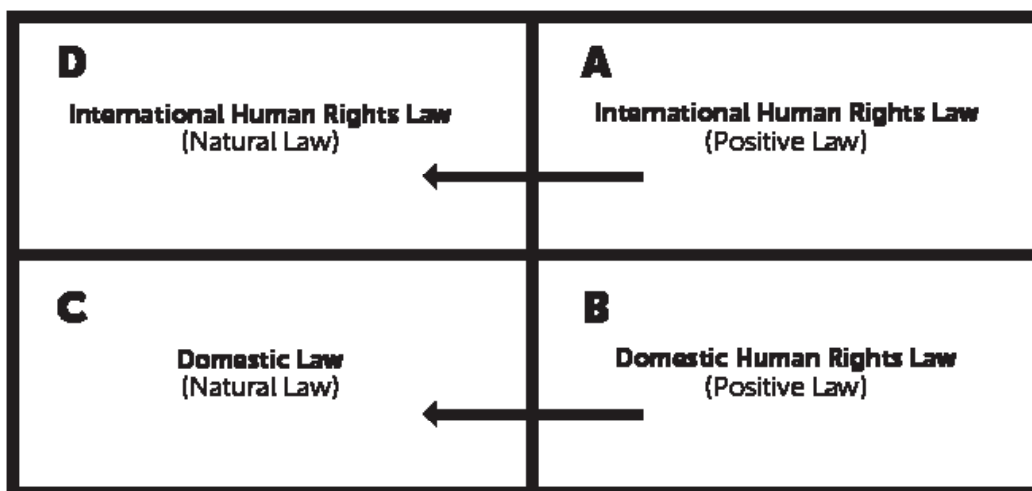 D
International Human Rights Law
(Natural Law)
A
International Human Rights Law
(Positive Law)
C
Domestic Law
(Natural Law)
B
Domestic Human Rights Law
(Positive Law)